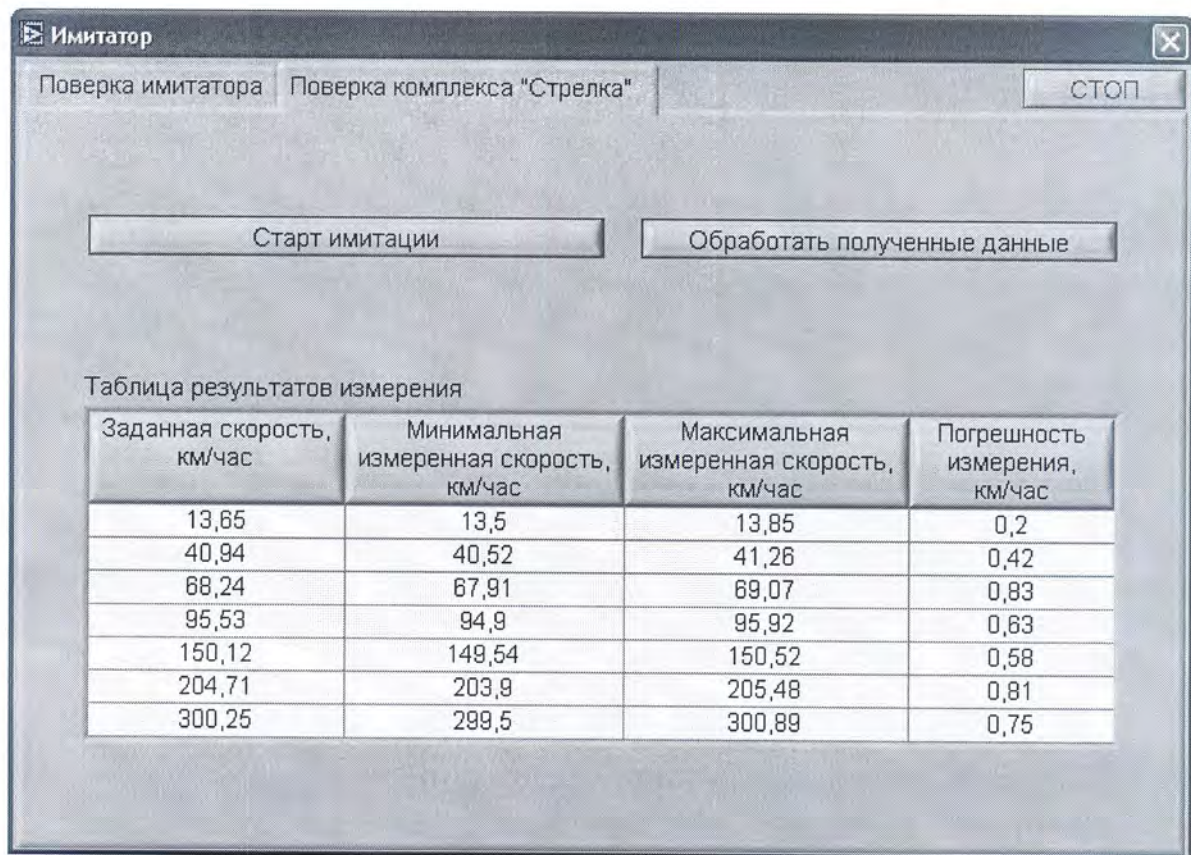 Имитатор
Поверка имитатора
Поверка комплекса "Стрелка"
СТОП
Старт имитации
Обработать полученные данные
Таблица результатов измерения
Заданная скорость,
км/час
Минимальная
измеренная скорость,
км/час
Максимальная
измеренная скорость,
км/час
Погрешность
измерения,
км/час
13,65 13,5 13,85 0,2
40,94 40,52 41,26 0,42
68,24 67,91 69,07 0,83
95,53 94,9 95,92 0,63
150,12 149,54 150,52 0,58
204,71 203,9 205,48 0,81
300,25 299,5 300,89 0,75